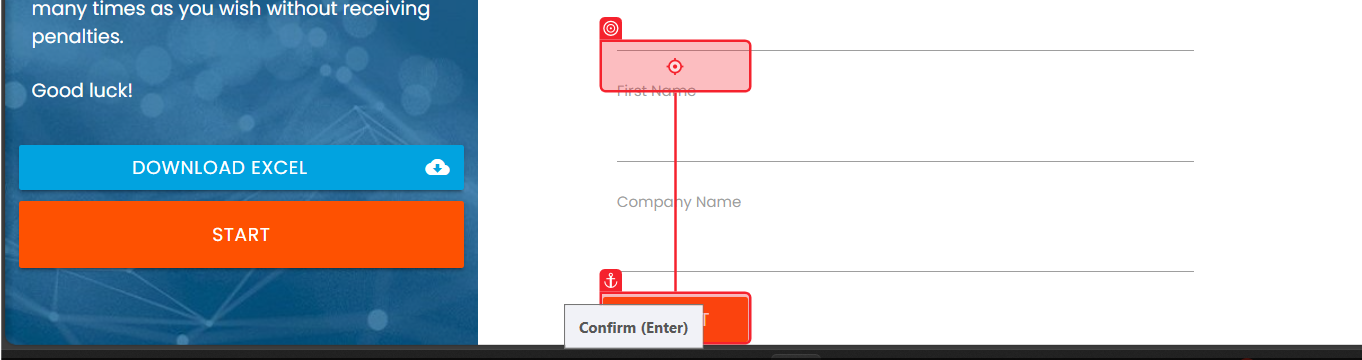 many times as you wish without receiving
penalties.
Good luck!
DOWNLOAD EXCEL
START
First Name
Company Name
Confirm (Enter)